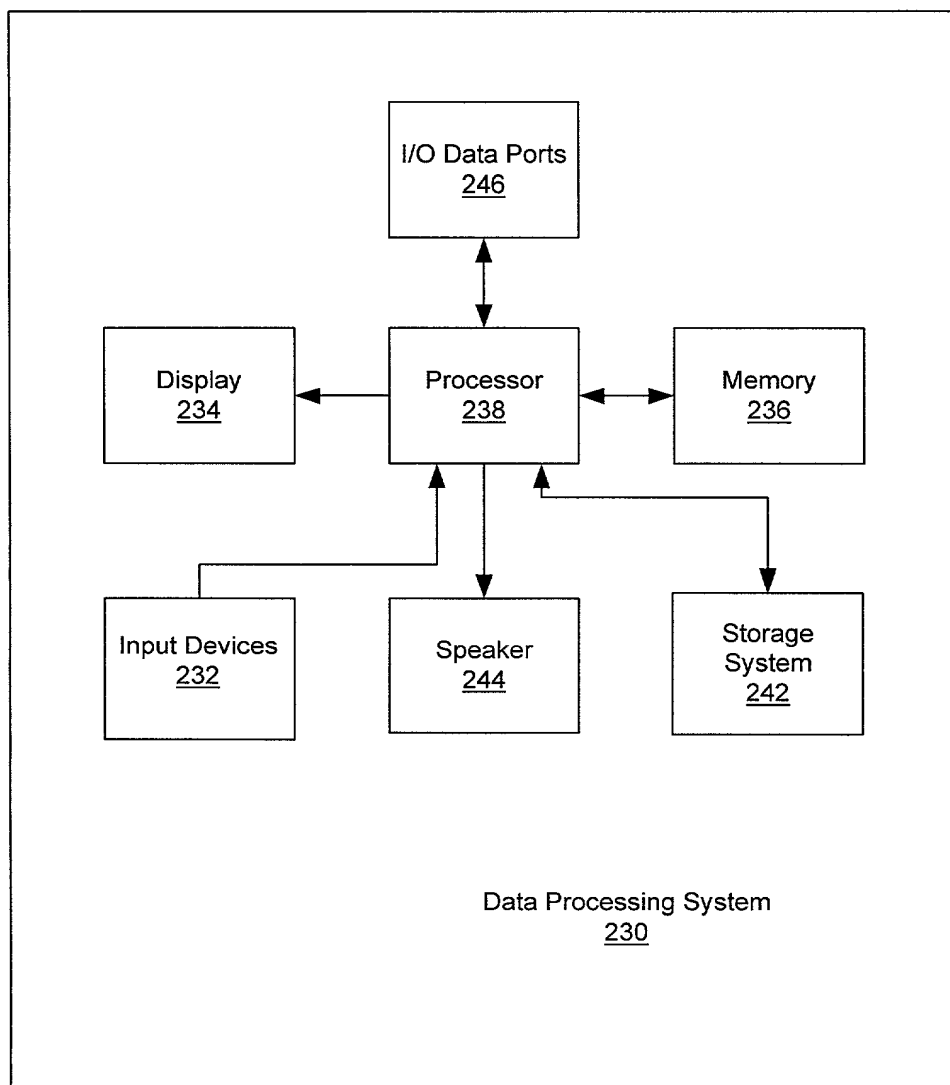 I/O Data Ports
246
Display
234
Processor
238
Memory
236
Input Devices
232
Speaker
244
Storage
System
242
Data Processing System
230